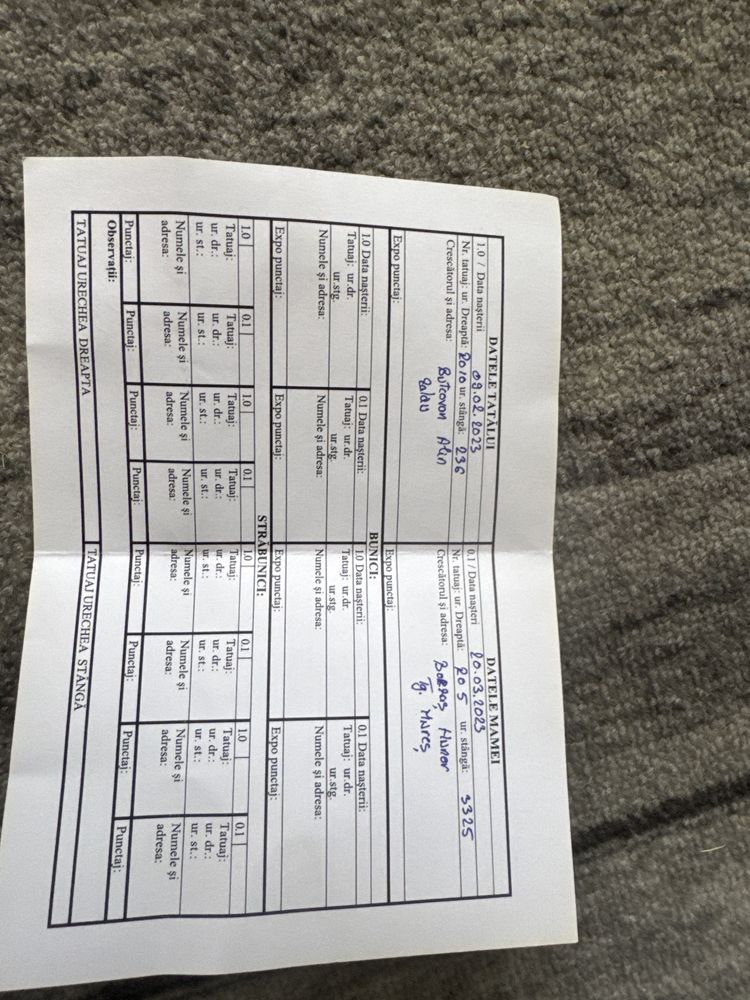 DATELE TATĂLUI
1.0 / Data nașterii 09.02.2023
Nr. tatuaj: ur. Dreaptă: 2010 ur. stângă: 236
Crescătorul și adresa: Alin
Zalău
Expo punctaj:
DATELE MAMEI
0.1 / Data nașteri 20.03.2023
Nr. tatuaj: ur. Dreaptă: 205 ur. stângă: 3325
Crescătorul și adresa: Borzoș Hunor
Tg. Mureș
Expo punctaj:
BUNICI:
1.0 Data nașterii:
Tatuaj: ur.dr.
ur.stg.
Numele și adresa:
Expo punctaj:
0.1 Data nașterii:
Tatuaj: ur.dr.
ur.stg.
Numele și adresa:
Expo punctaj:
1.0 Data nașterii:
Tatuaj: ur.dr.
ur.stg.
Numele și adresa:
Expo punctaj:
0.1 Data nașterii:
Tatuaj: ur.dr.
ur.stg.
Numele și adresa:
Expo punctaj:
STRĂBUNICI:
1.0
Tatuaj:
ur. dr.:
ur. st.:
Numele și
adresa:
Punctaj:
0.1
Tatuaj:
ur. dr.:
ur. st.:
Numele și
adresa:
Punctaj:
1.0
Tatuaj:
ur. dr.:
ur. st.:
Numele și
adresa:
Punctaj:
0.1
Tatuaj:
ur. dr.:
ur. st.:
Numele și
adresa:
Punctaj:
1.0
Tatuaj:
ur. dr.:
ur. st.:
Numele și
adresa:
Punctaj:
0.1
Tatuaj:
ur. dr.:
ur. st.:
Numele și
adresa:
Punctaj:
1.0
Tatuaj:
ur. dr.:
ur. st.:
Numele și
adresa:
Punctaj:
0.1
Tatuaj:
ur. dr.:
ur. st.:
Numele și
adresa:
Punctaj:
Observații:
TATUAJ URECHEA DREAPTA
TATUAJ URECHEA STÂNGĂ